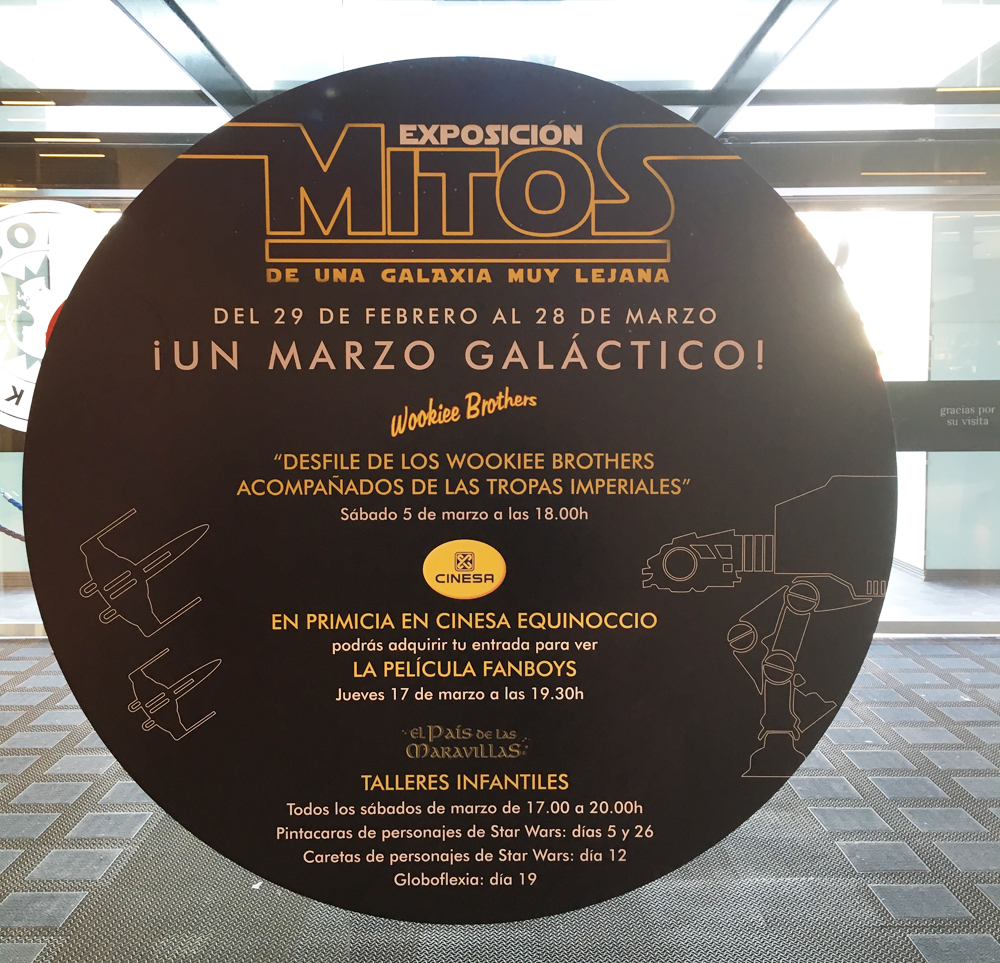 EXPOSICIÓN
MITOS
DE UNA GALAXIA MUY LEJANA
DEL 29 DE FEBRERO AL 28 DE MARZO
¡UN MARZO GALÁCTICO!
Wookiee Brothers
“DESFILE DE LOS WOOKIEE BROTHERS
ACOMPAÑADOS DE LAS TROPAS IMPERIALES”
Sábado 5 de marzo a las 18.00h
CINESA
EN PRIMICIA EN CINESA EQUINOCCIO
podrás adquirir tu entrada para ver
LA PELÍCULA FANBOYS
Jueves 17 de marzo a las 19.30h
EL PAÍS DE LAS
MARAVILLAS
TALLERES INFANTILES
Todos los sábados de marzo de 17.00 a 20.00h
Pintacaras de personajes de Star Wars: días 5 y 26
Caretas de personajes de Star Wars: día 12
Globoflexia: día 19
gracias por
su visita